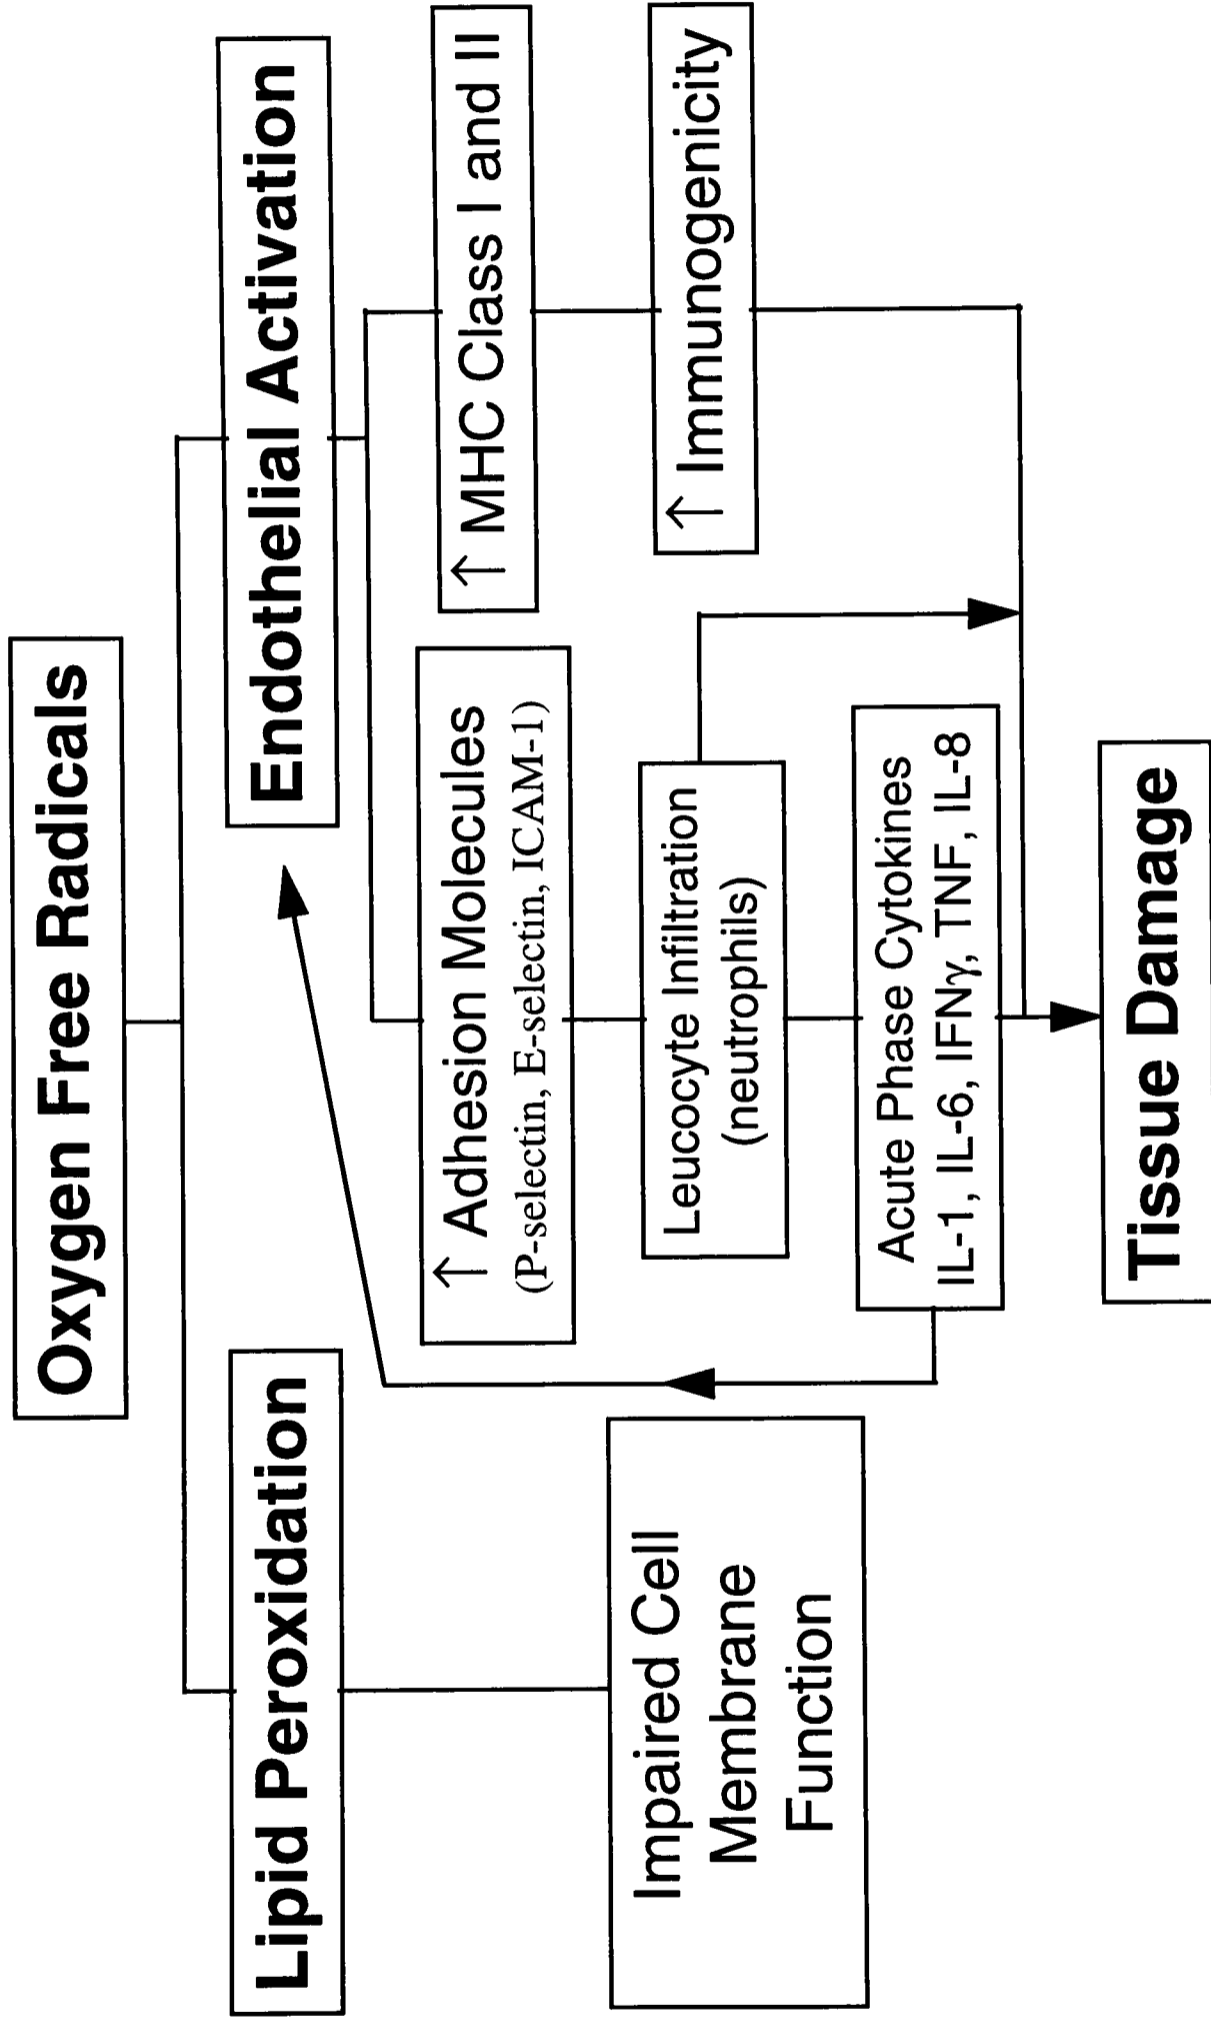 Oxygen Free Radicals
Lipid Peroxidation
Endothelial Activation
↑ Adhesion Molecules
(P-selectin, E-selectin, ICAM-1)
↑ MHC Class I and II
Impaired Cell
Membrane
Function
Leucocyte Infiltration
(neutrophils)
↑ Immunogenicity
Acute Phase Cytokines
IL-1, IL-6, IFNγ, TNF, IL-8
Tissue Damage